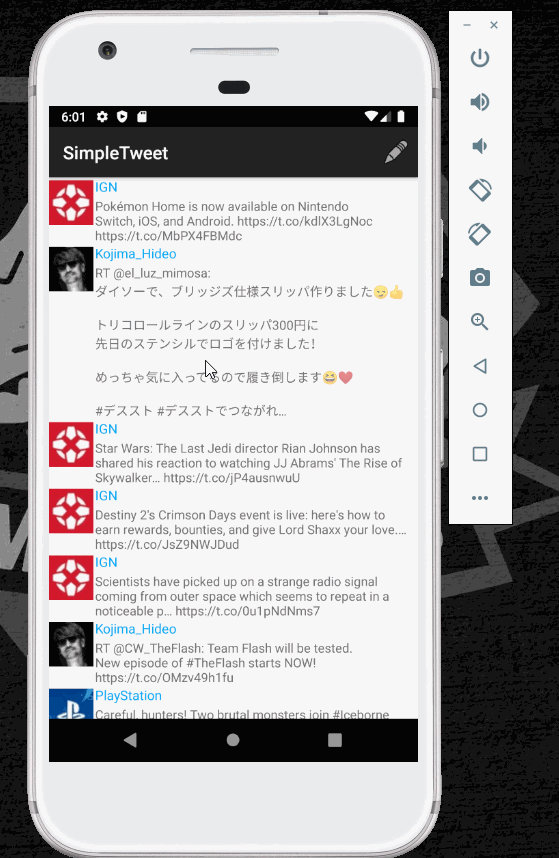 6:01
SimpleTweet
IGN
Pokémon Home is now available on Nintendo
Switch, iOS, and Android. https://t.co/kdlX3LgNoc
https://t.co/MbPX4FBMdc
Kojima_Hideo
RT @el_luz_mimosa:
ダイソーで、ブリッジズ仕様スリッパ作りました😏👍
トリコロールラインのスリッパ300円に
先日のステンシルでロゴを付けました!
めっちゃ気に入ってるので履き倒します😆❤️
#デススト #デスストでつながれ…
IGN
Star Wars: The Last Jedi director Rian Johnson has
shared his reaction to watching JJ Abrams' The Rise of
Skywalker… https://t.co/jP4ausnwuU
IGN
Destiny 2's Crimson Days event is live: here's how to
earn rewards, bounties, and give Lord Shaxx your love.…
https://t.co/JsZ9NWJDud
IGN
Scientists have picked up on a strange radio signal
coming from outer space which seems to repeat in a
noticeable p… https://t.co/0u1pNdNms7
Kojima_Hideo
RT @CW_TheFlash: Team Flash will be tested.
New episode of #TheFlash starts NOW!
https://t.co/OMzv49h1fu
PlayStation
Careful, hunters! Two brutal monsters join #Iceborne